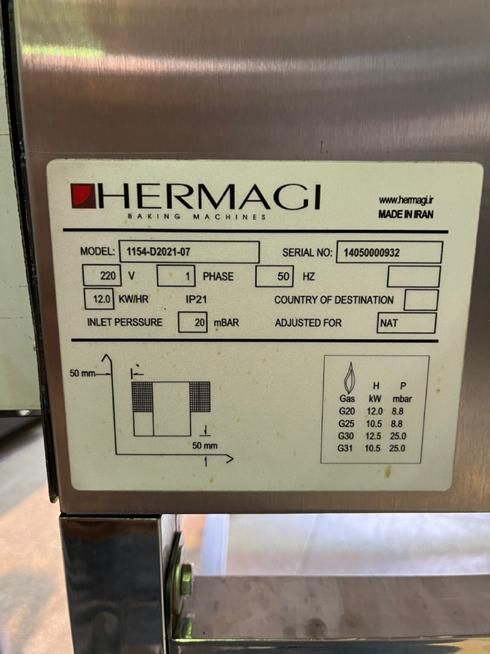 HERMAGI
BAKING MACHINES
www.hermagi.ir
MADE IN IRAN
MODEL: 1154-D2021-07 SERIAL NO: 14050000932
220 V 1 PHASE 50 HZ
12.0 KW/HR IP21 COUNTRY OF DESTINATION
INLET PERSSURE 20 mBAR ADJUSTED FOR NAT
50 mm
50 mm
H P
Gas kW mbar
G20 12.0 8.8
G25 10.5 8.8
G30 12.5 25.0
G31 10.5 25.0